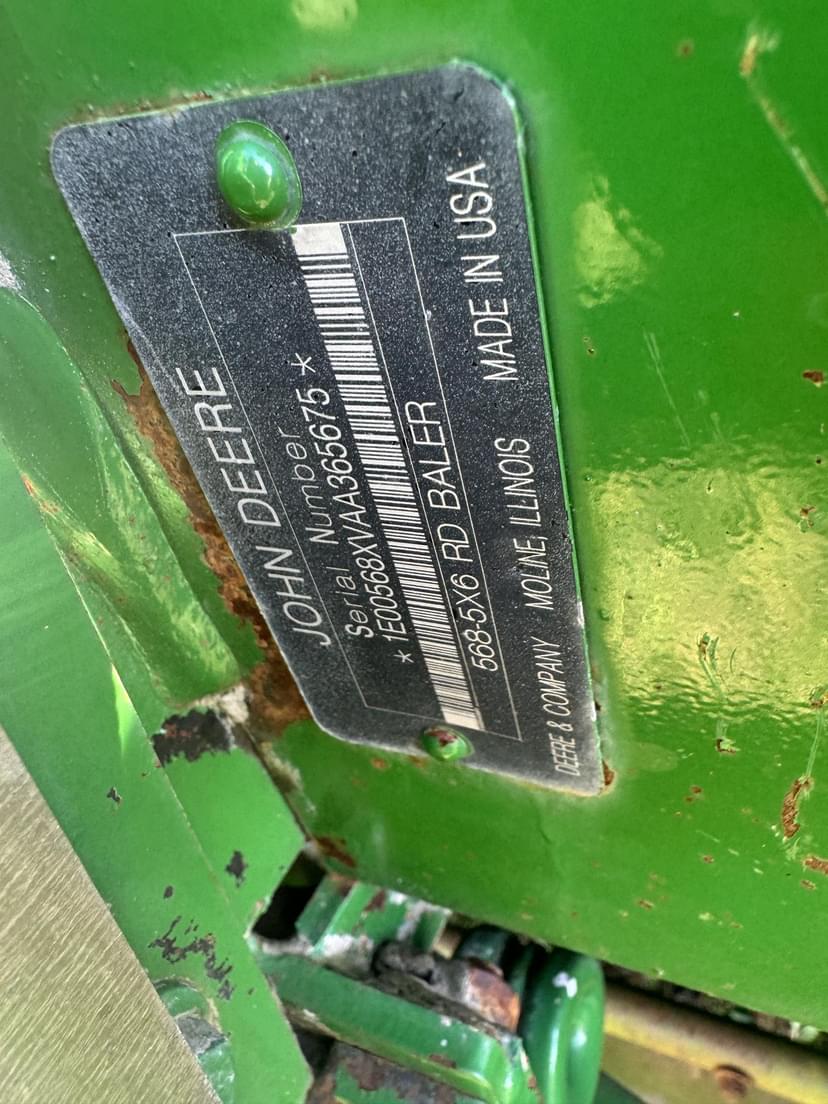 JOHN DEERE
Serial Number
* 1E00568XVAA365675 *
568-5X6 RD BALER
DEERE & COMPANY MOLINE, ILLINOIS MADE IN USA